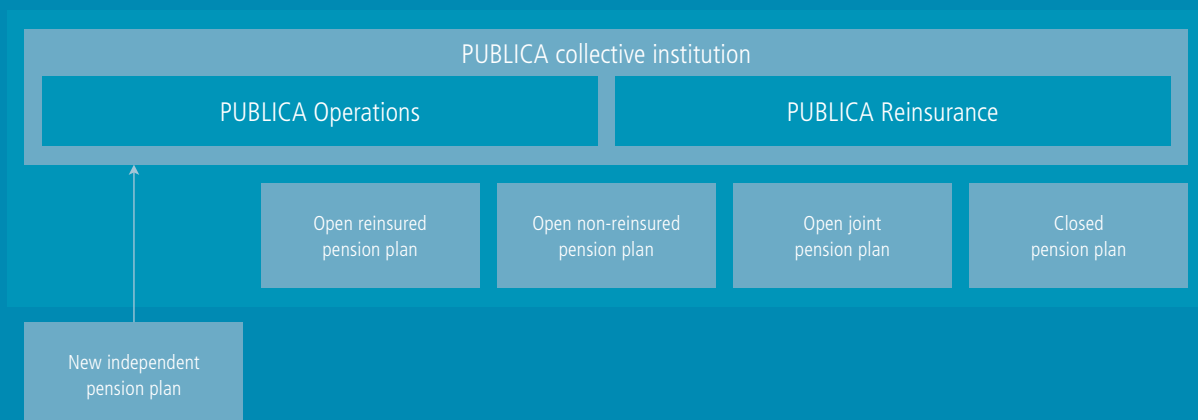 PUBLICA collective institution
PUBLICA Operations
PUBLICA Reinsurance
Open reinsured
pension plan
Open non-reinsured
pension plan
Open joint
pension plan
Closed
pension plan
New independent
pension plan